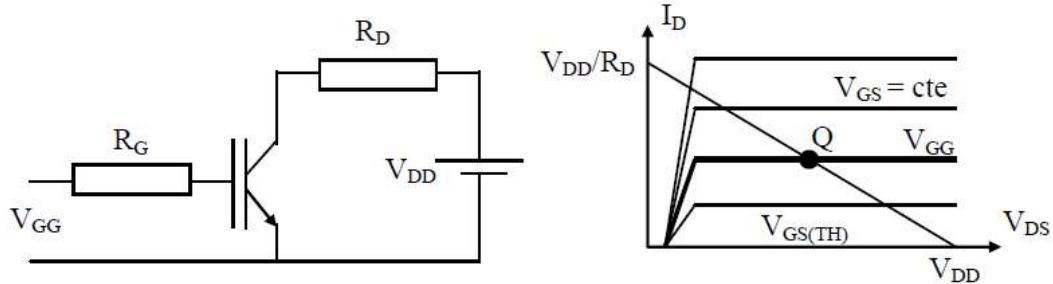 R_D
R_G
V_GG
V_DD
I_D
V_DD/R_D
V_GS = cte
Q
V_GG
V_GS(TH)
V_DS
V_DD